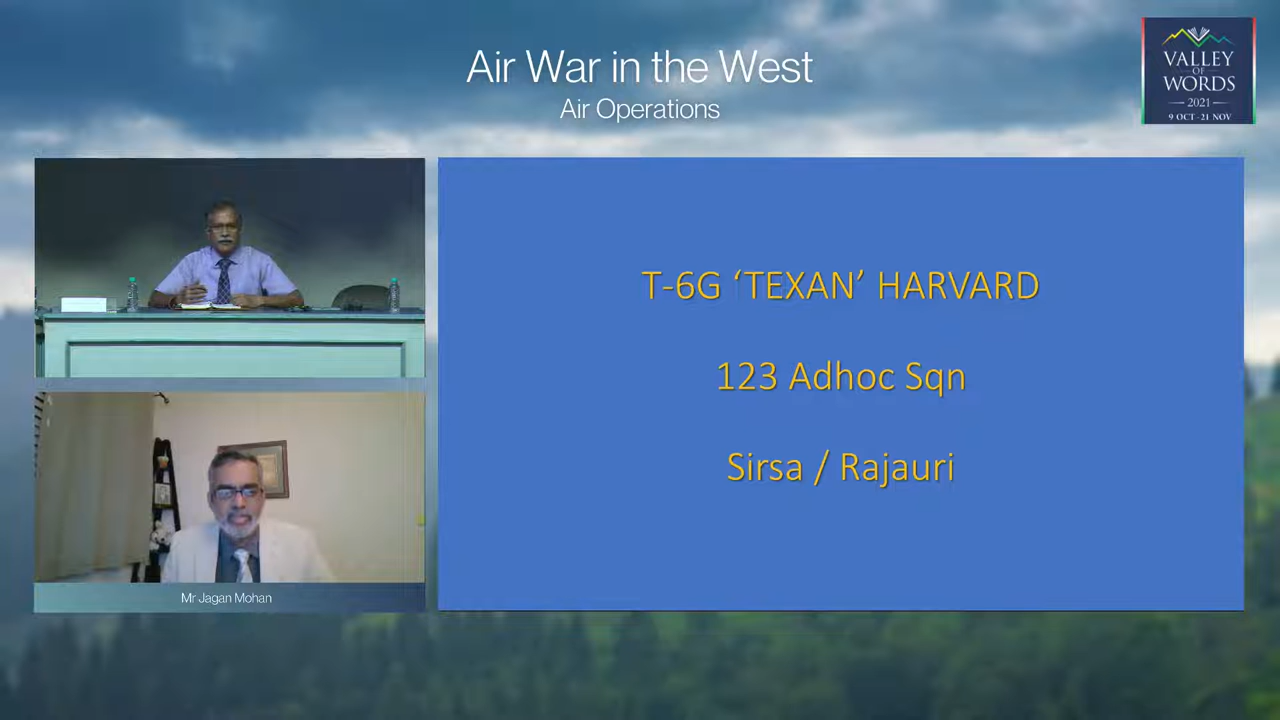 Air War in the West
Air Operations
VALLEY
OF
WORDS
2021
9 OCT - 21 NOV
T-6G ‘TEXAN’ HARVARD
123 Adhoc Sqn
Sirsa / Rajauri
Mr Jagan Mohan